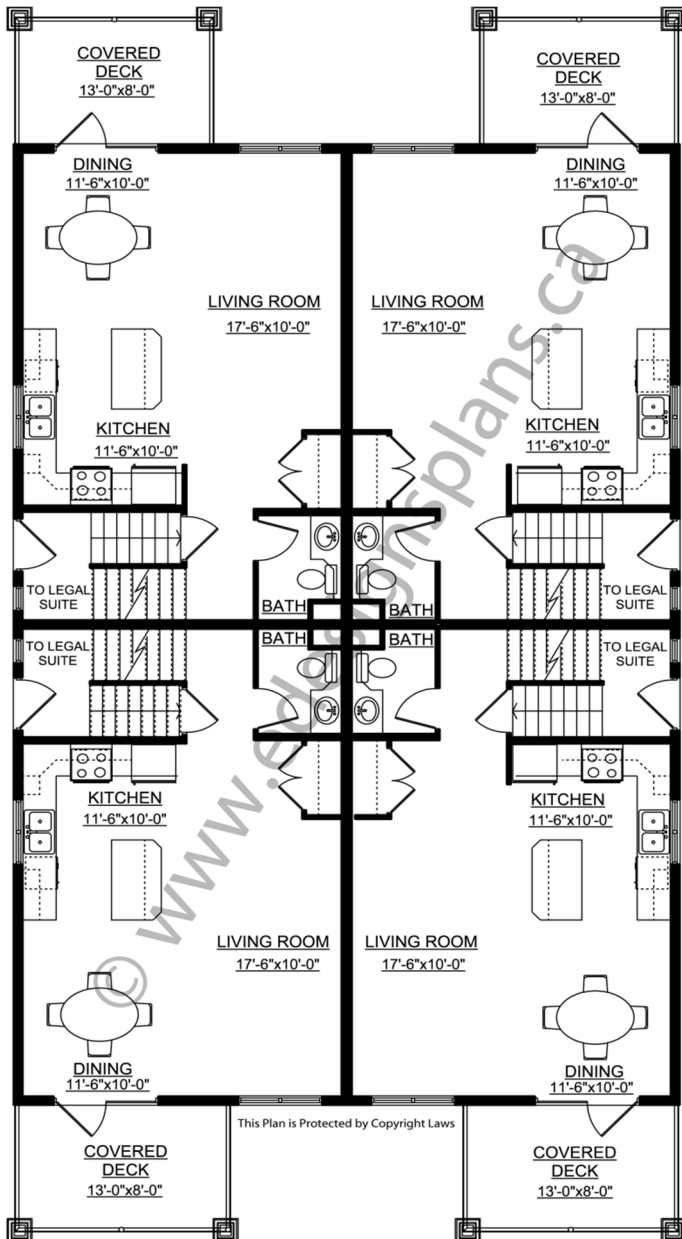 COVERED
DECK
13'-0"x8'-0"
COVERED
DECK
13'-0"x8'-0"
DINING
11'-6"x10'-0"
DINING
11'-6"x10'-0"
LIVING ROOM
17'-6"x10'-0"
LIVING ROOM
17'-6"x10'-0"
KITCHEN
11'-6"x10'-0"
KITCHEN
11'-6"x10'-0"
TO LEGAL
SUITE
BATH
BATH
TO LEGAL
SUITE
TO LEGAL
SUITE
BATH
BATH
TO LEGAL
SUITE
KITCHEN
11'-6"x10'-0"
KITCHEN
11'-6"x10'-0"
LIVING ROOM
17'-6"x10'-0"
LIVING ROOM
17'-6"x10'-0"
DINING
11'-6"x10'-0"
DINING
11'-6"x10'-0"
This Plan is Protected by Copyright Laws
COVERED
DECK
13'-0"x8'-0"
COVERED
DECK
13'-0"x8'-0"
© www.edesignsplans.ca